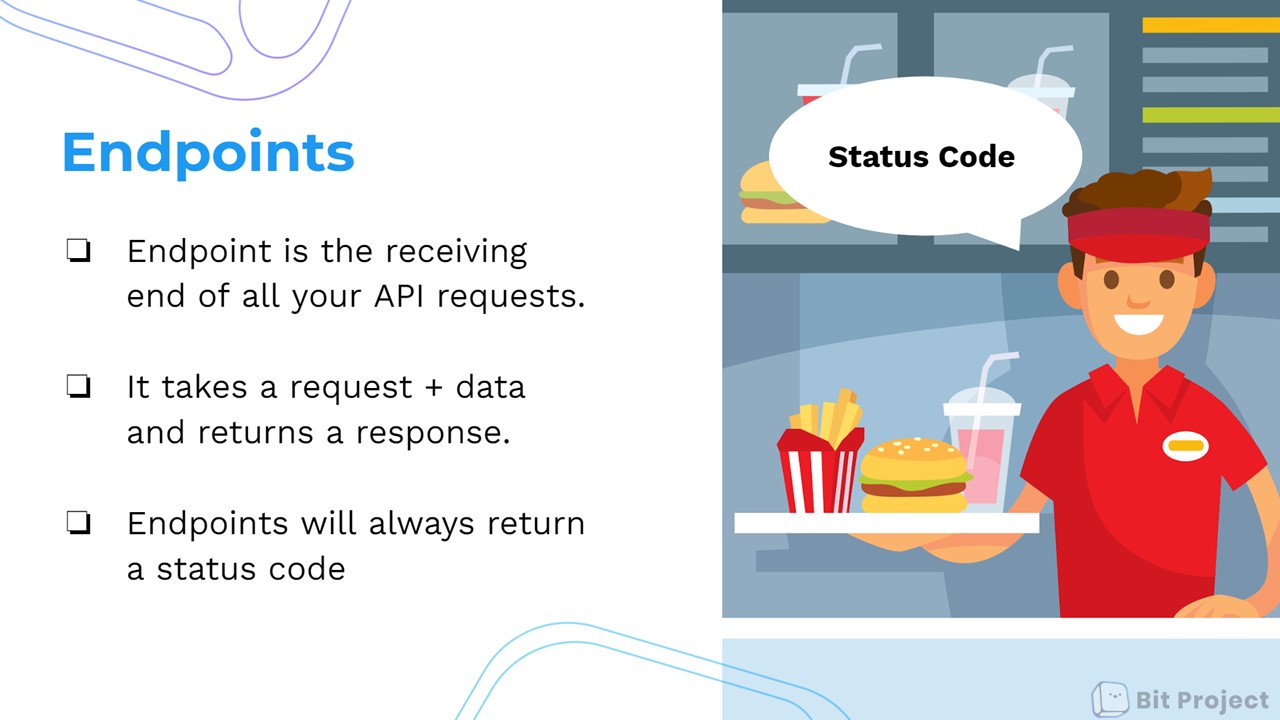 Endpoints
❏ Endpoint is the receiving
end of all your API requests.
❏ It takes a request + data
and returns a response.
❏ Endpoints will always return
a status code
Status Code
Bit Project